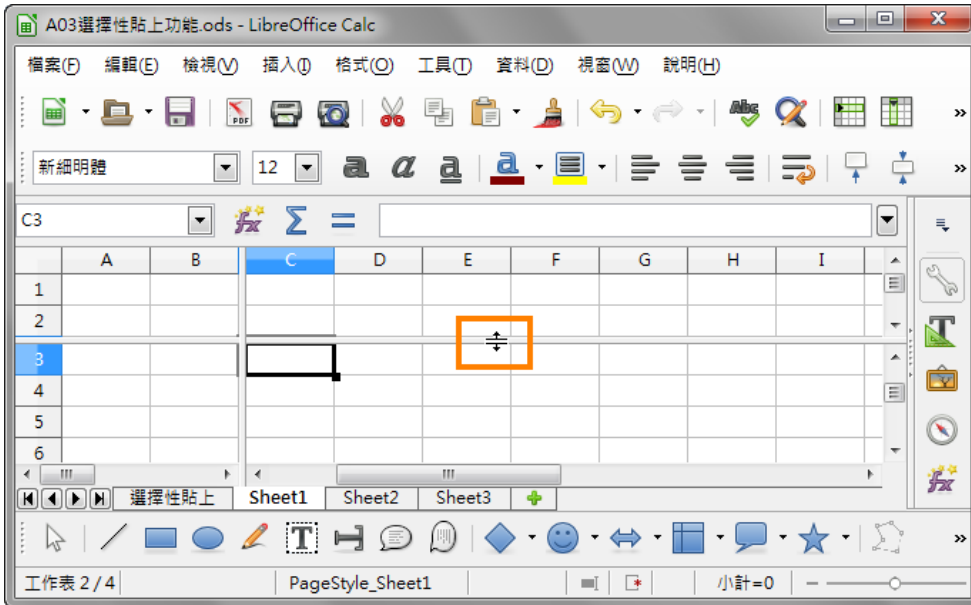 A03選擇性貼上功能.ods - LibreOffice Calc
檔案(F) 編輯(E) 檢視(V) 插入(I) 格式(O) 工具(T) 資料(D) 視窗(W) 說明(H)
PDF Abc »
新細明體 12 a a a a »
C3 fx Σ =
A B C D E F G H I
1
2
3
4
5
6
選擇性貼上 Sheet1 Sheet2 Sheet3
T »
工作表 2 / 4 PageStyle_Sheet1 小計=0